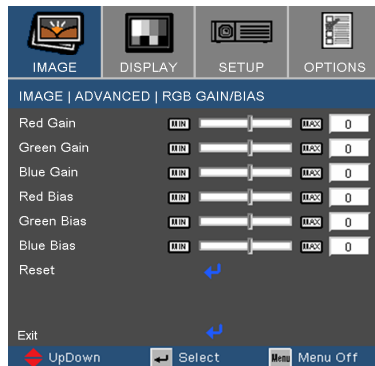 IMAGE DISPLAY SETUP OPTIONS
IMAGE | ADVANCED | RGB GAIN/BIAS
Red Gain MIN MAX 0
Green Gain MIN MAX 0
Blue Gain MIN MAX 0
Red Bias MIN MAX 0
Green Bias MIN MAX 0
Blue Bias MIN MAX 0
Reset
Exit
UpDown Select Menu Menu Off